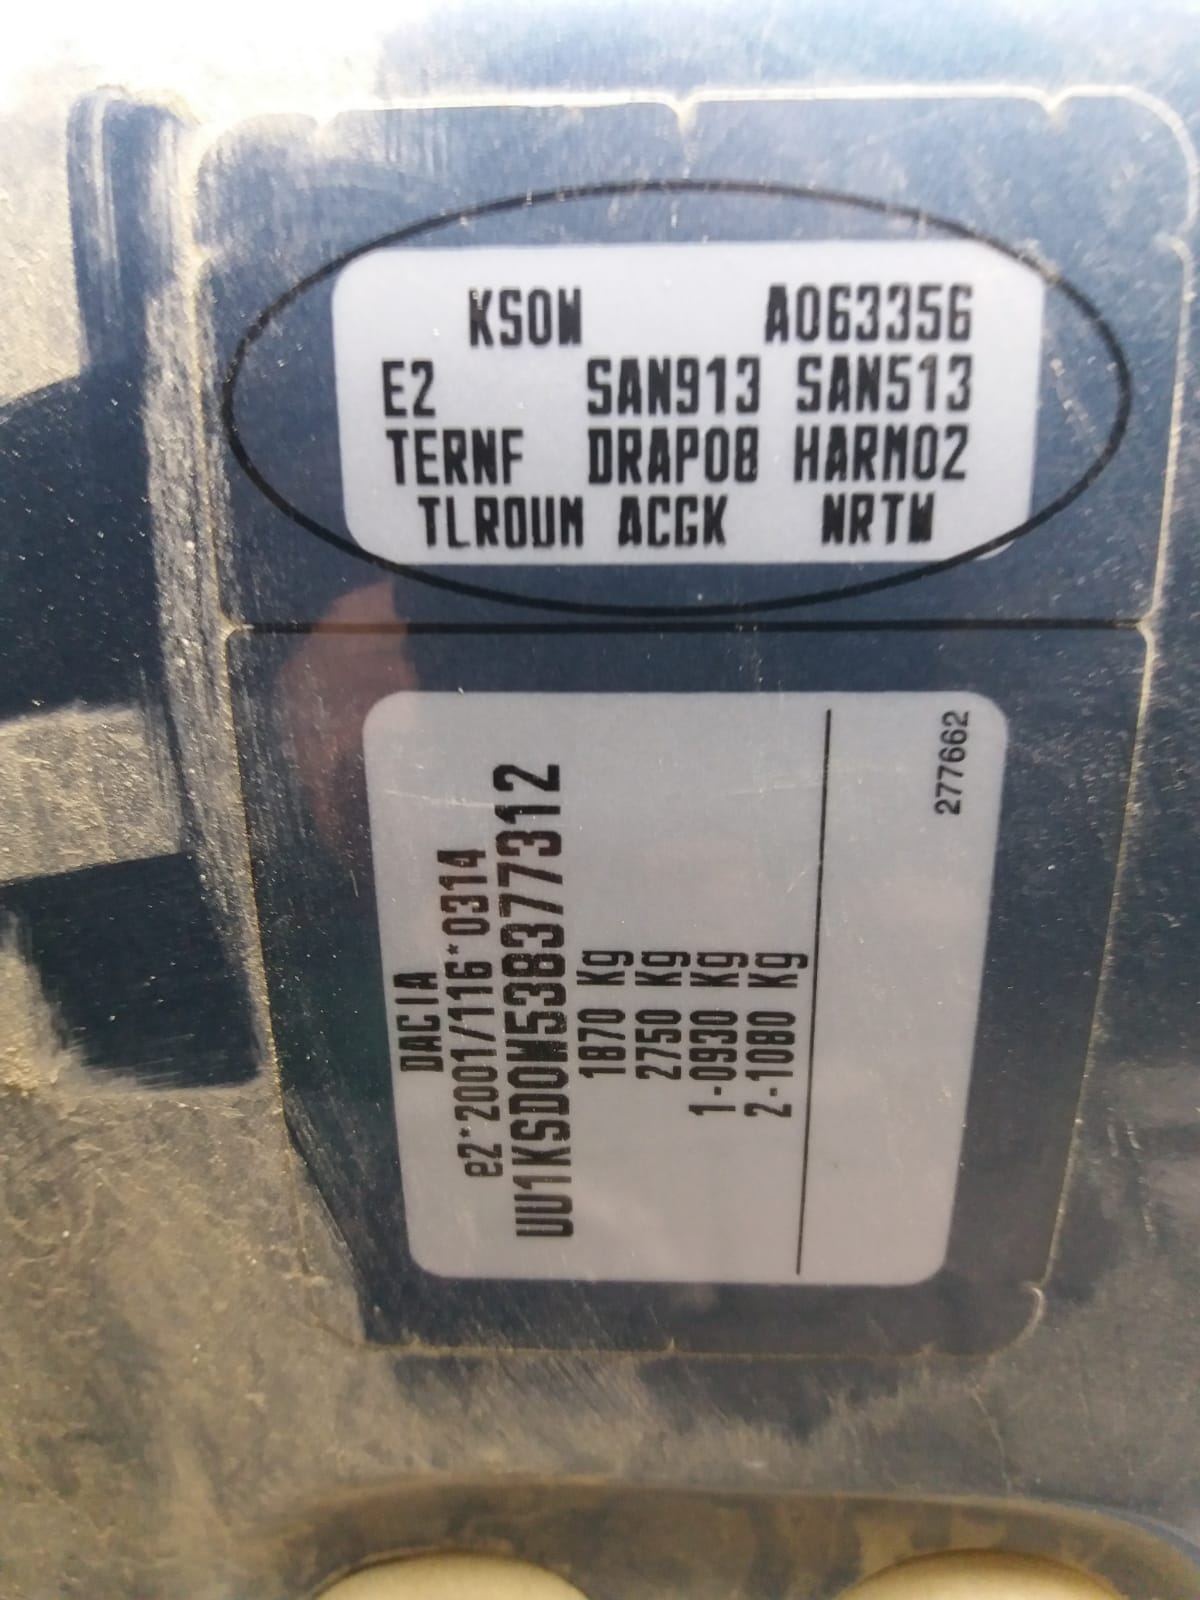 KS0W A063356
E2 SAN913 SAN513
TERNF DRAP08 HARM02
TLROUM ACGK NRTW
DACIA
e2*2001/116*0314
UU1KSD0W538377312
1870 Kg
2750 Kg
1-0930 Kg
2-1080 Kg
277662